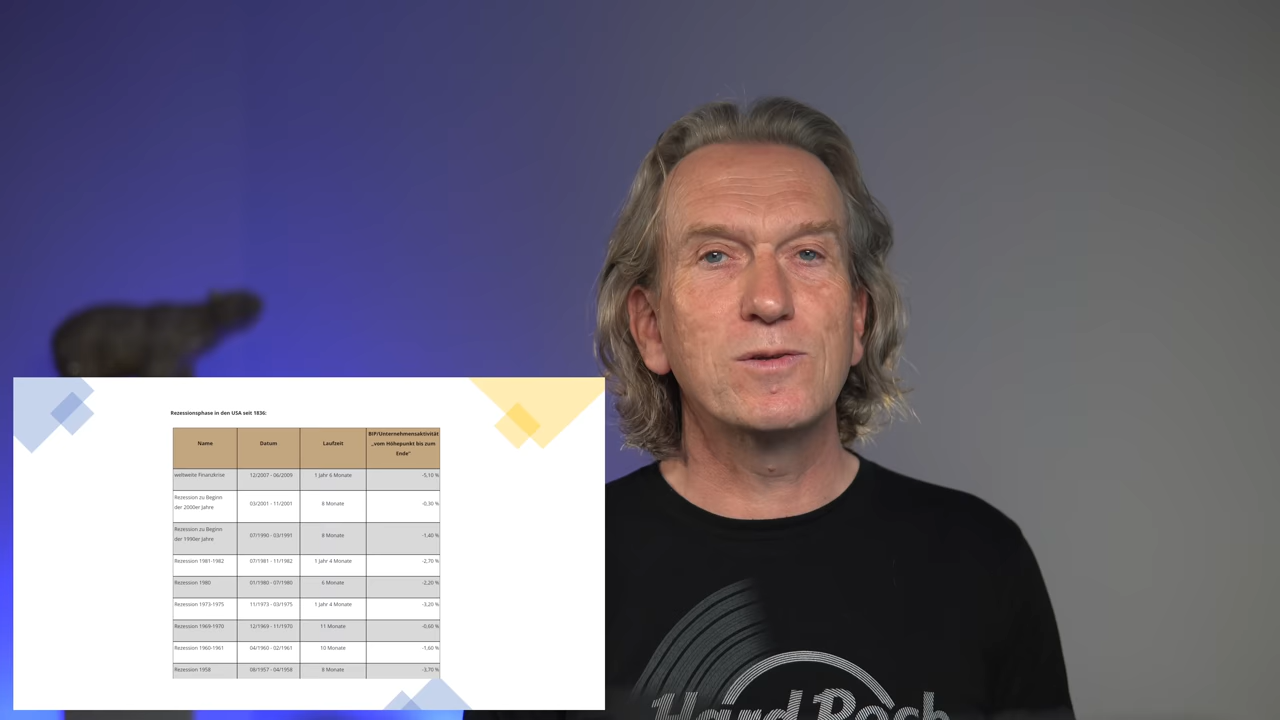 Rezessionsphase in den USA seit 1836:
Name Datum Laufzeit BIP/Unternehmensaktivität
„vom Höhepunkt bis zum
Ende"
weltweite Finanzkrise 12/2007 - 06/2009 1 Jahr 6 Monate -5,10 %
Rezession zu Beginn
der 2000er Jahre 03/2001 - 11/2001 8 Monate -0,30 %
Rezession zu Beginn
der 1990er Jahre 07/1990 - 03/1991 8 Monate -1,40 %
Rezession 1981-1982 07/1981 - 11/1982 1 Jahr 4 Monate -2,70 %
Rezession 1980 01/1980 - 07/1980 6 Monate -2,20 %
Rezession 1973-1975 11/1973 - 03/1975 1 Jahr 4 Monate -3,20 %
Rezession 1969-1970 12/1969 - 11/1970 11 Monate -0,60 %
Rezession 1960-1961 04/1960 - 02/1961 10 Monate -1,60 %
Rezession 1958 08/1957 - 04/1958 8 Monate -3,70 %
Hard Rock